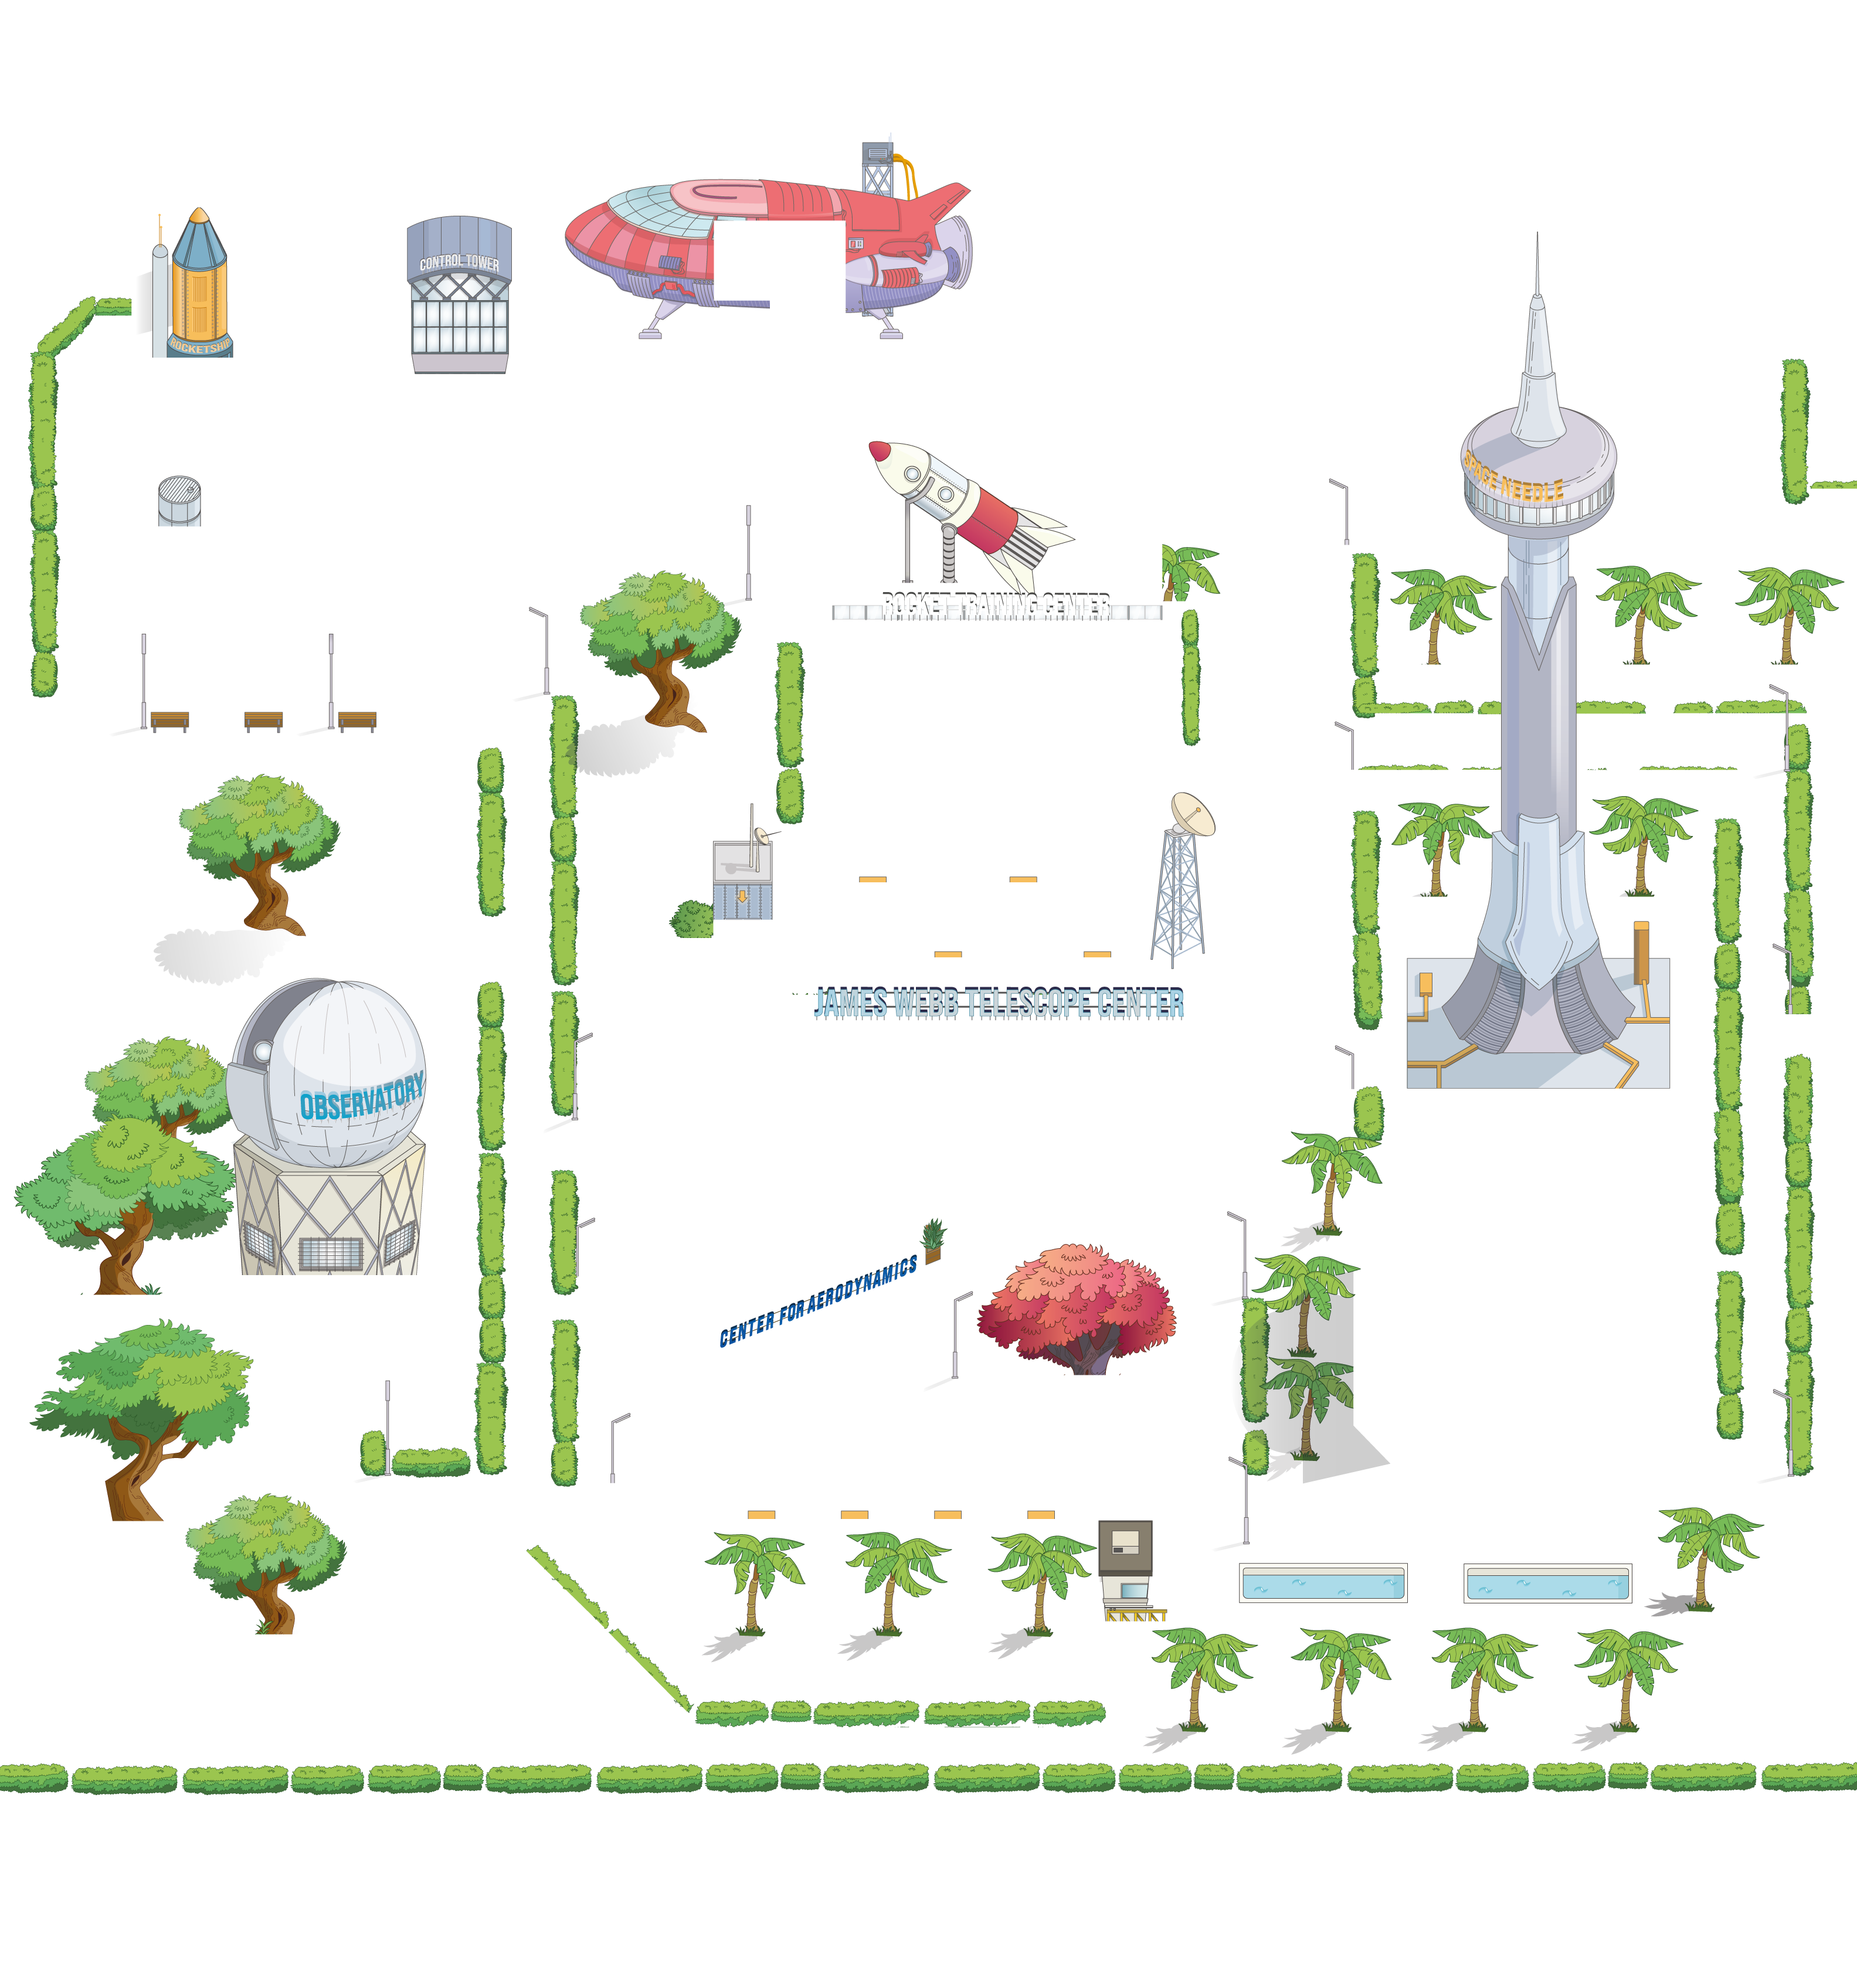 CONTROL TOWER
ROCKETSHIP
SPACE NEEDLE
ROCKET TRAINING CENTER
JAMES WEBB TELESCOPE CENTER
OBSERVATORY
CENTER FOR AERODYNAMICS